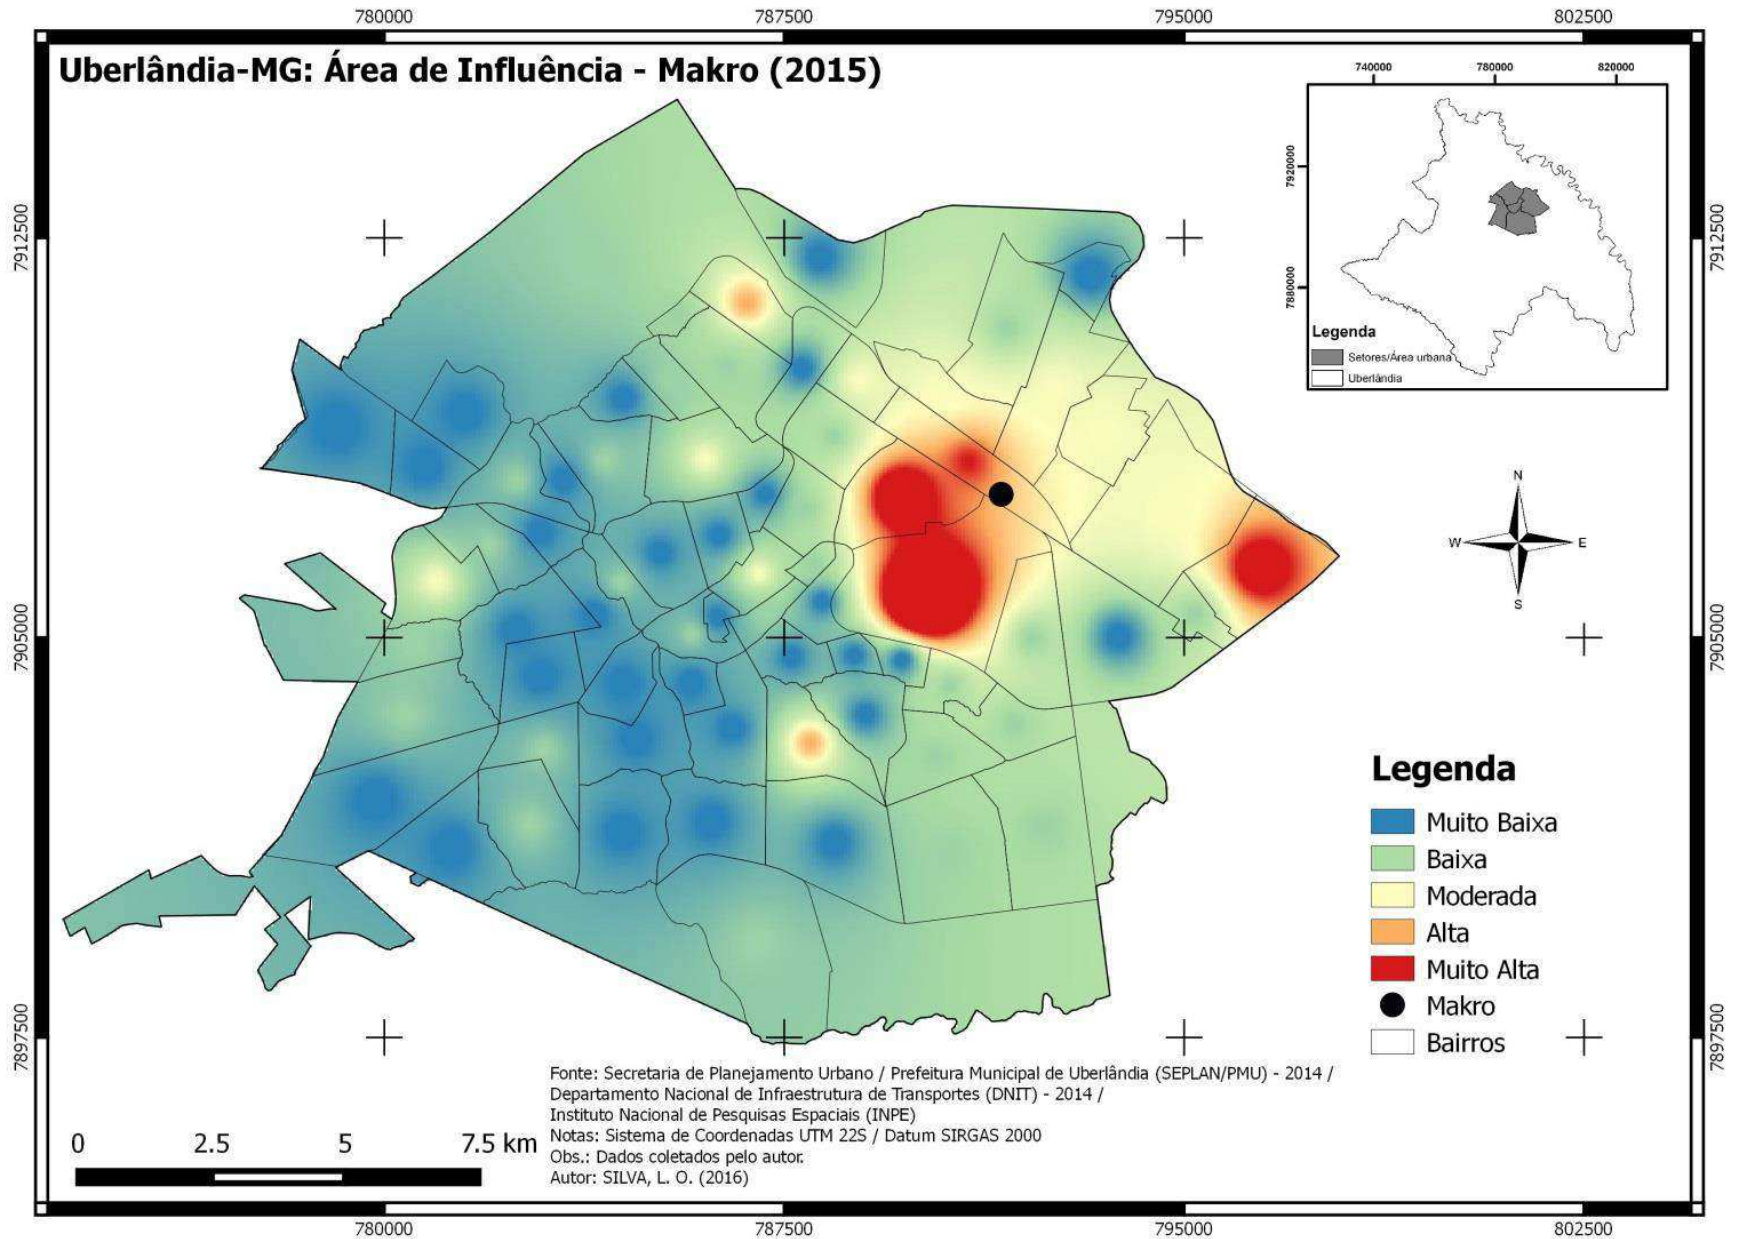 780000 787500 795000 802500
Uberlândia-MG: Área de Influência - Makro (2015)
740000 780000 820000
7920000
7880000
Legenda
Setores/Área urbana
Uberlândia
7912500
7912500
N
W E
S
7905000
7905000
Legenda
Muito Baixa
Baixa
Moderada
Alta
Muito Alta
Makro
Bairros
7897500
7897500
Fonte: Secretaria de Planejamento Urbano / Prefeitura Municipal de Uberlândia (SEPLAN/PMU) - 2014 /
Departamento Nacional de Infraestrutura de Transportes (DNIT) - 2014 /
Instituto Nacional de Pesquisas Espaciais (INPE)
Notas: Sistema de Coordenadas UTM 22S / Datum SIRGAS 2000
Obs.: Dados coletados pelo autor.
Autor: SILVA, L. O. (2016)
0 2.5 5 7.5 km
780000 787500 795000 802500